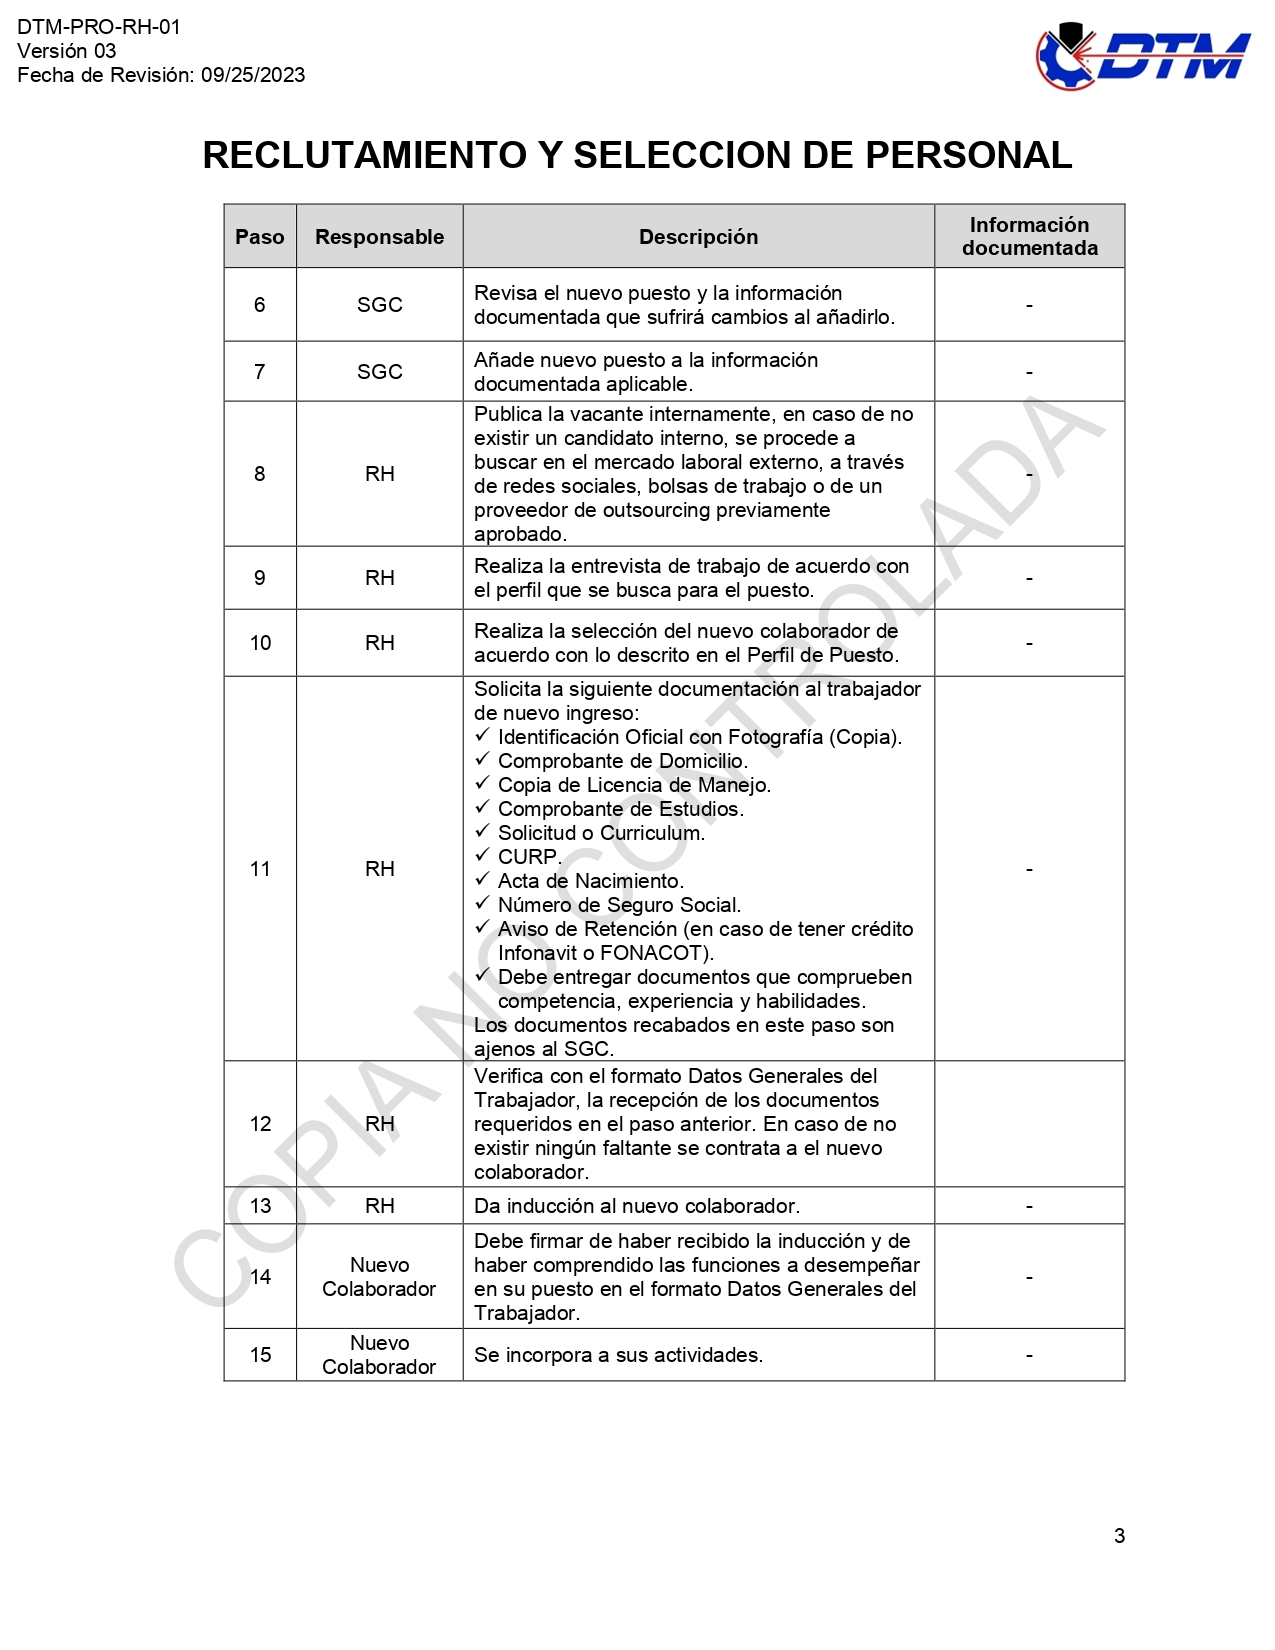 DTM-PRO-RH-01
Versión 03
Fecha de Revisión: 09/25/2023
DTM
RECLUTAMIENTO Y SELECCION DE PERSONAL
Paso
Responsable
Descripción
Información
documentada
6
SGC
Revisa el nuevo puesto y la información
documentada que sufrirá cambios al añadirlo.
-
7
SGC
Añade nuevo puesto a la información
documentada aplicable.
-
8
RH
Publica la vacante internamente, en caso de no
existir un candidato interno, se procede a
buscar en el mercado laboral externo, a través
de redes sociales, bolsas de trabajo o de un
proveedor de outsourcing previamente
aprobado.
-
9
RH
Realiza la entrevista de trabajo de acuerdo con
el perfil que se busca para el puesto.
-
10
RH
Realiza la selección del nuevo colaborador de
acuerdo con lo descrito en el Perfil de Puesto.
-
11
RH
Solicita la siguiente documentación al trabajador
de nuevo ingreso:
✓ Identificación Oficial con Fotografía (Copia).
✓ Comprobante de Domicilio.
✓ Copia de Licencia de Manejo.
✓ Comprobante de Estudios.
✓ Solicitud o Curriculum.
✓ CURP.
✓ Acta de Nacimiento.
✓ Número de Seguro Social.
✓ Aviso de Retención (en caso de tener crédito
Infonavit o FONACOT).
✓ Debe entregar documentos que comprueben
competencia, experiencia y habilidades.
Los documentos recabados en este paso son
ajenos al SGC.
-
12
RH
Verifica con el formato Datos Generales del
Trabajador, la recepción de los documentos
requeridos en el paso anterior. En caso de no
existir ningún faltante se contrata a el nuevo
colaborador.
13
RH
Da inducción al nuevo colaborador.
-
14
Nuevo
Colaborador
Debe firmar de haber recibido la inducción y de
haber comprendido las funciones a desempeñar
en su puesto en el formato Datos Generales del
Trabajador.
-
15
Nuevo
Colaborador
Se incorpora a sus actividades.
-
COPIA NO CONTROLADA
3